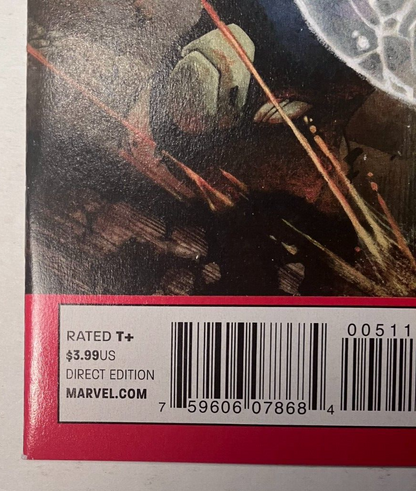 RATED T+
$3.99US
DIRECT EDITION
MARVEL.COM
00511
7 59606 07868 4